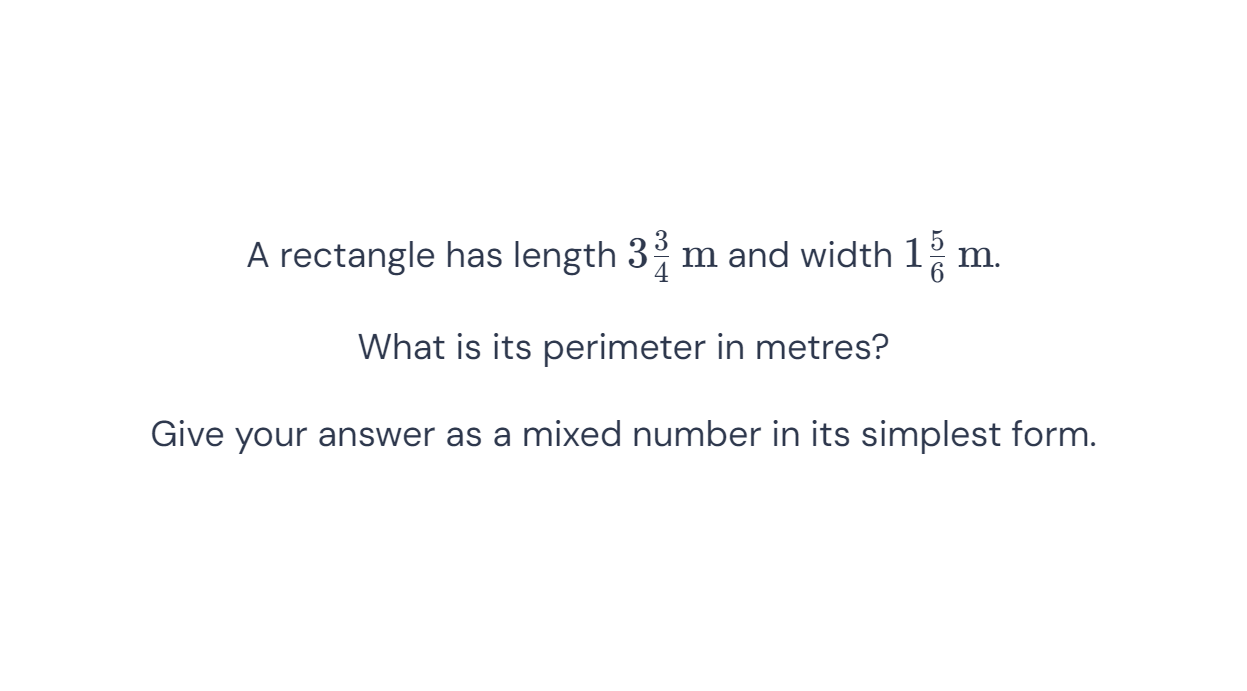 A rectangle has length $3\frac{3}{4}$ m and width $1\frac{5}{6}$ m.
What is its perimeter in metres?
Give your answer as a mixed number in its simplest form.